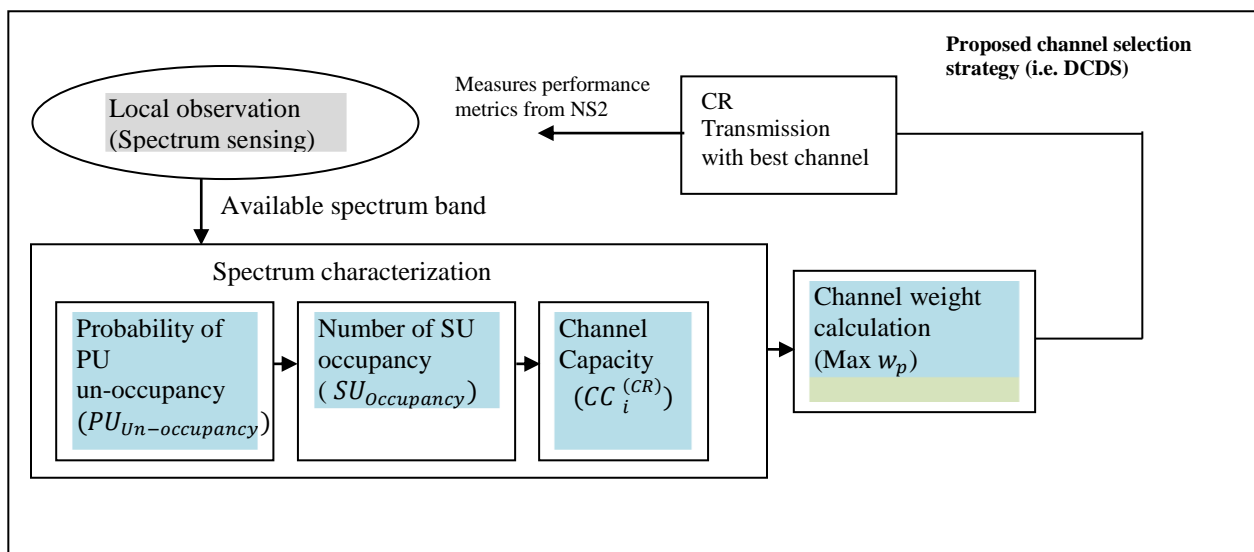 Proposed channel selection
strategy (i.e. DCDS)
Local observation
(Spectrum sensing)
Measures performance
metrics from NS2
CR
Transmission
with best channel
Available spectrum band
Spectrum characterization
Probability of
PU
un-occupancy
(PU_{Un−occupancy})
Number of SU
occupancy
( SU_{Occupancy})
Channel
Capacity
(CC_i^{(CR)})
Channel weight
calculation
(Max w_p)